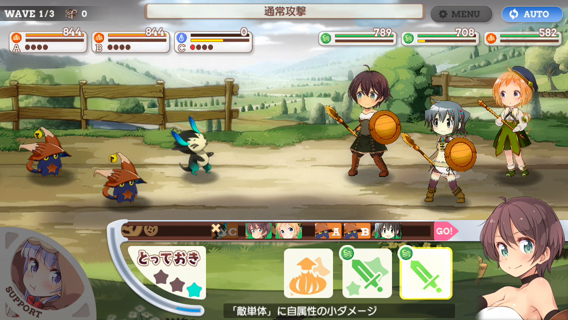 WAVE 1/3 0
通常攻撃
MENU
AUTO
844
A
844
B
0
C
789
708
582
C A B GO!
とっておき
SUPPORT
「敵単体」に自属性の小ダメージ